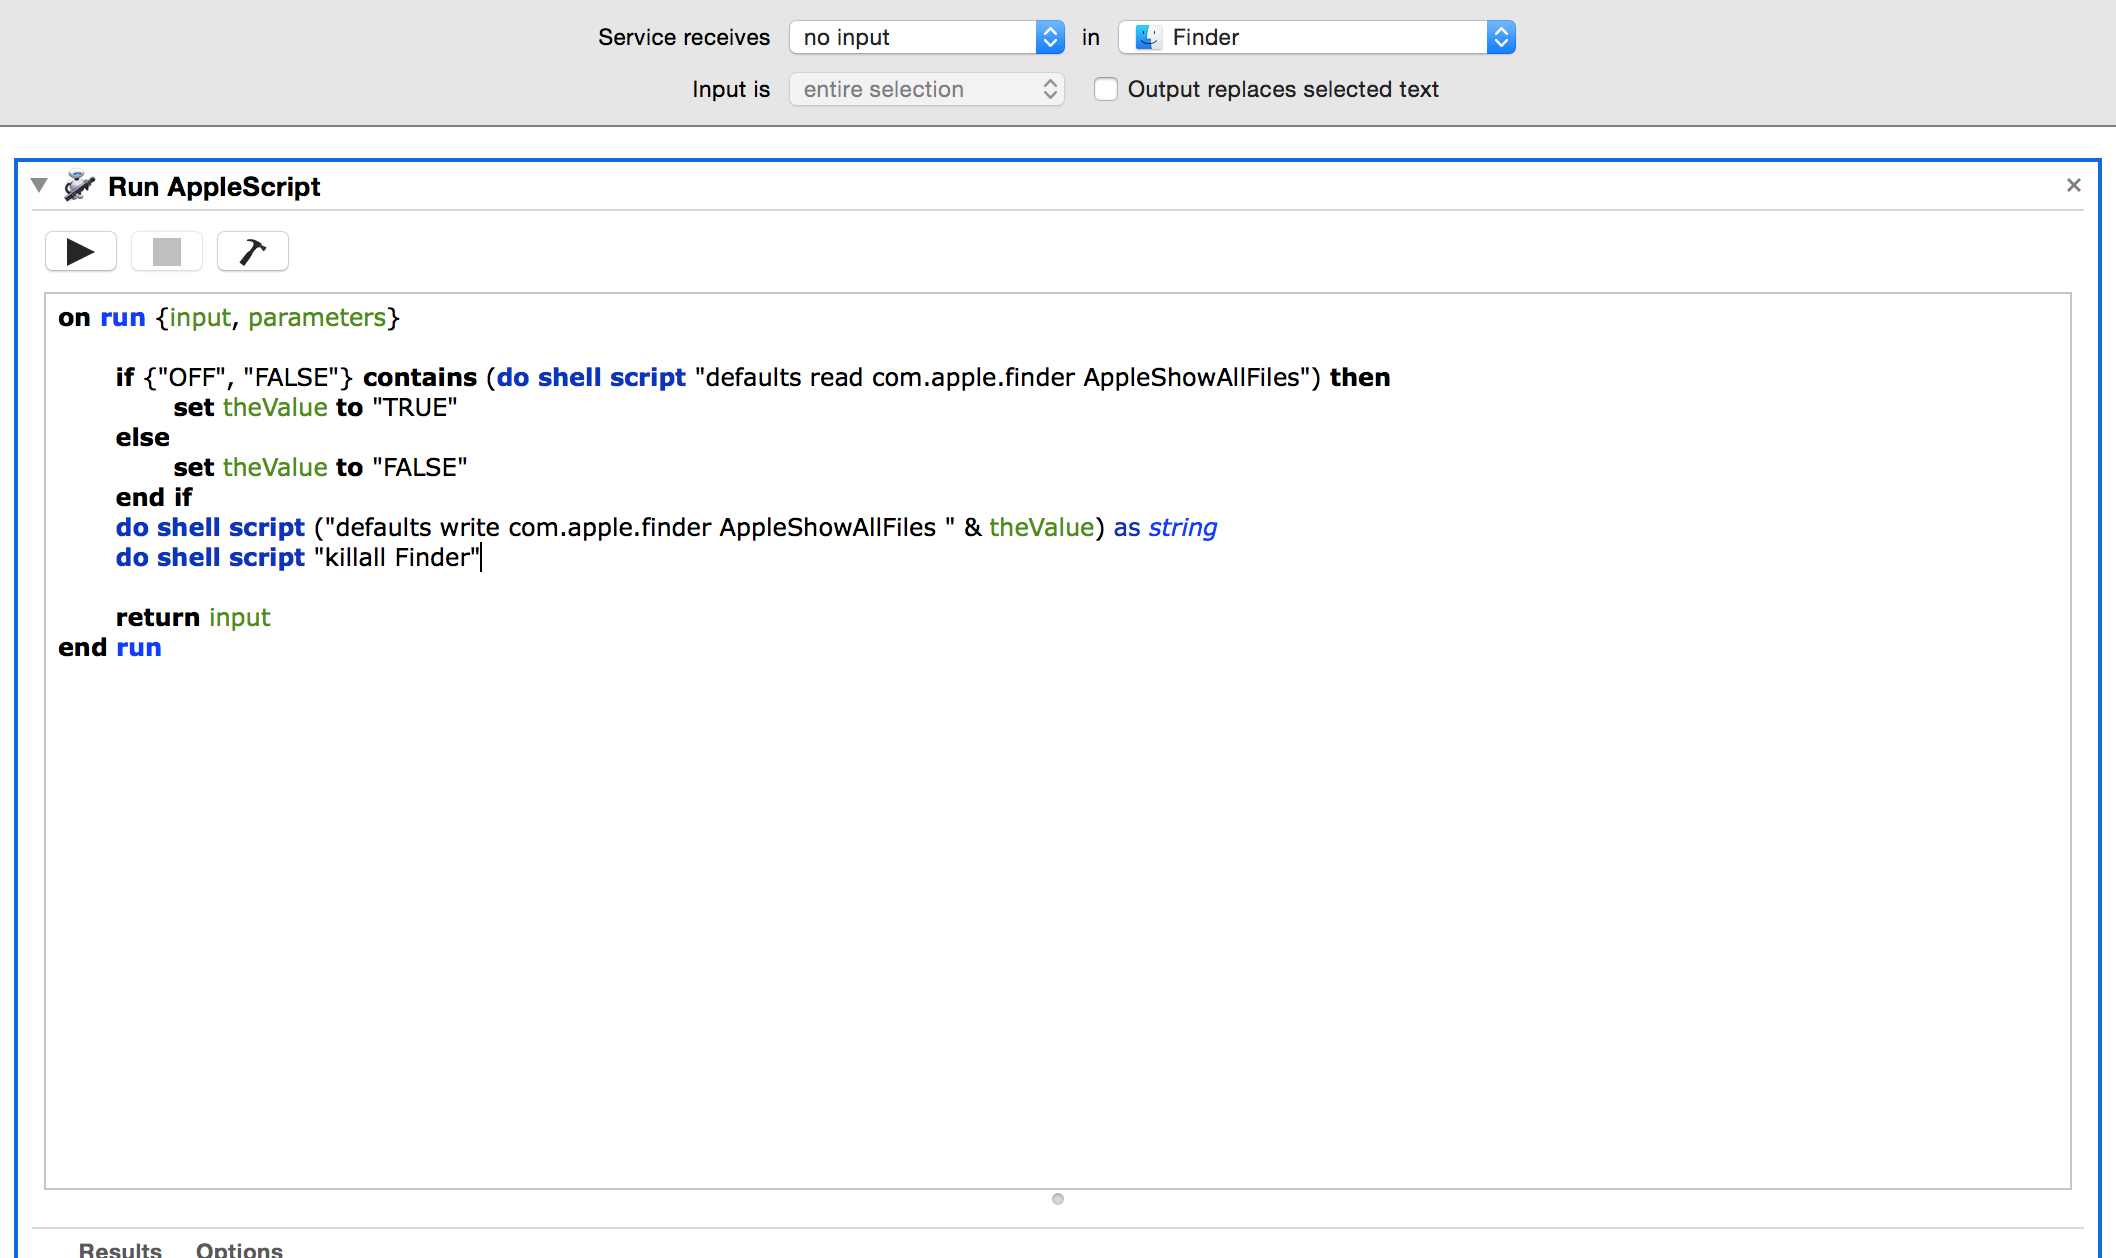 Service receives no input in Finder
Input is entire selection Output replaces selected text
Run AppleScript
on run {input, parameters}
if {"OFF", "FALSE"} contains (do shell script "defaults read com.apple.finder AppleShowAllFiles") then
set theValue to "TRUE"
else
set theValue to "FALSE"
end if
do shell script ("defaults write com.apple.finder AppleShowAllFiles " & theValue) as string
do shell script "killall Finder"
return input
end run
Results Options